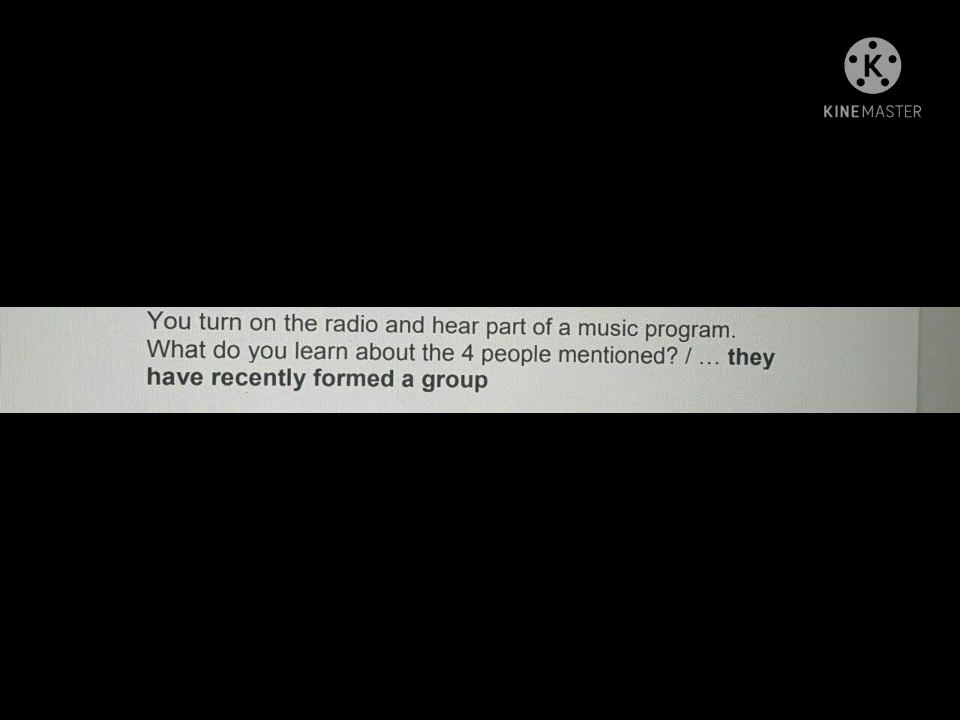 KINEMASTER
You turn on the radio and hear part of a music program.
What do you learn about the 4 people mentioned? / ... they
have recently formed a group